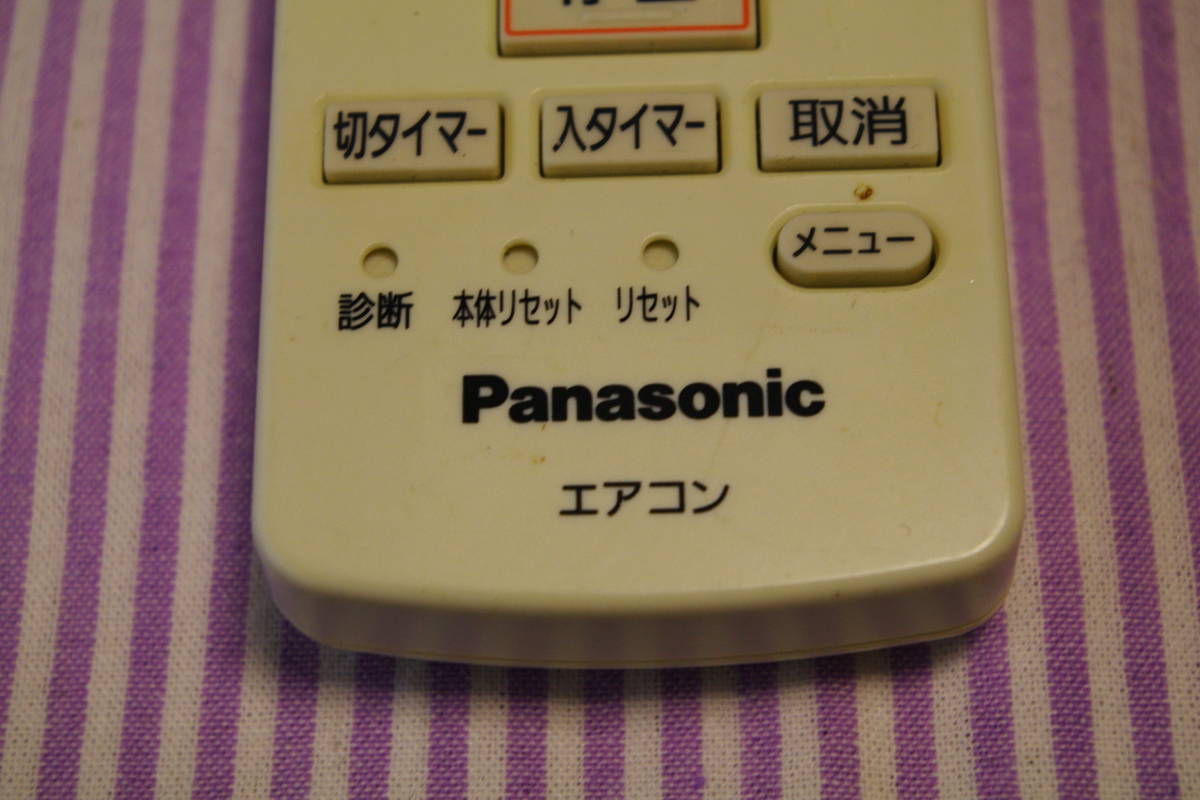 切タイマー 入タイマー 取消
メニュー
診断 本体リセット リセット
Panasonic
エアコン